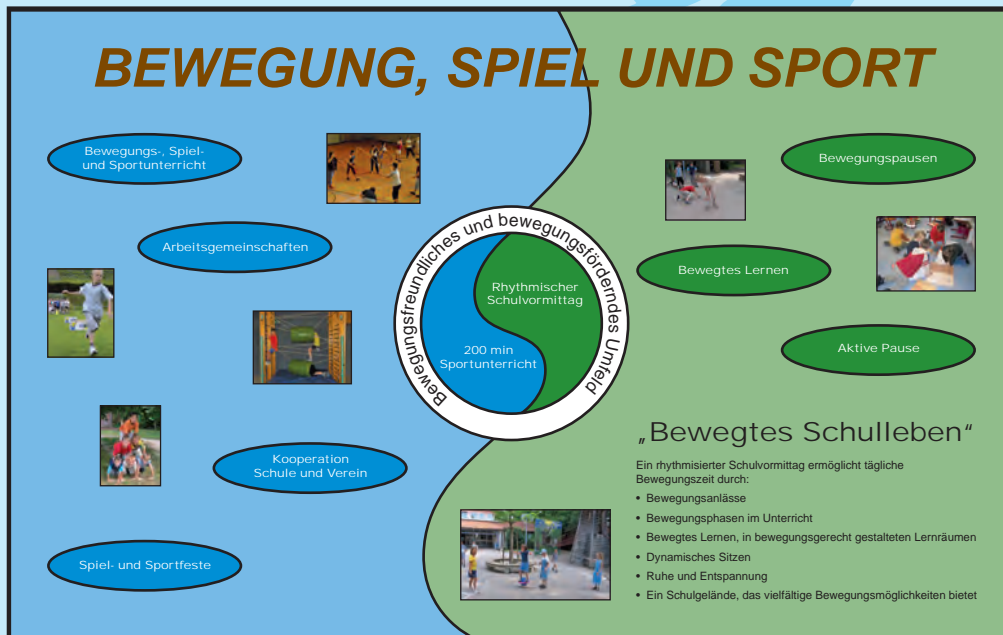 BEWEGUNG, SPIEL UND SPORT
Bewegungs-, Spiel-
und Sportunterricht
Arbeitsgemeinschaften
Kooperation
Schule und Verein
Spiel- und Sportfeste
Bewegungsfreundliches und bewegungsförderndes Umfeld
Rhythmischer
Schulvormittag
200 min
Sportunterricht
Bewegungspausen
Bewegtes Lernen
Aktive Pause
„Bewegtes Schulleben“
Ein rhythmisierter Schulvormittag ermöglicht tägliche
Bewegungszeit durch:
• Bewegungsanlässe
• Bewegungsphasen im Unterricht
• Bewegtes Lernen, in bewegungsgerecht gestalteten Lernräumen
• Dynamisches Sitzen
• Ruhe und Entspannung
• Ein Schulgelände, das vielfältige Bewegungsmöglichkeiten bietet